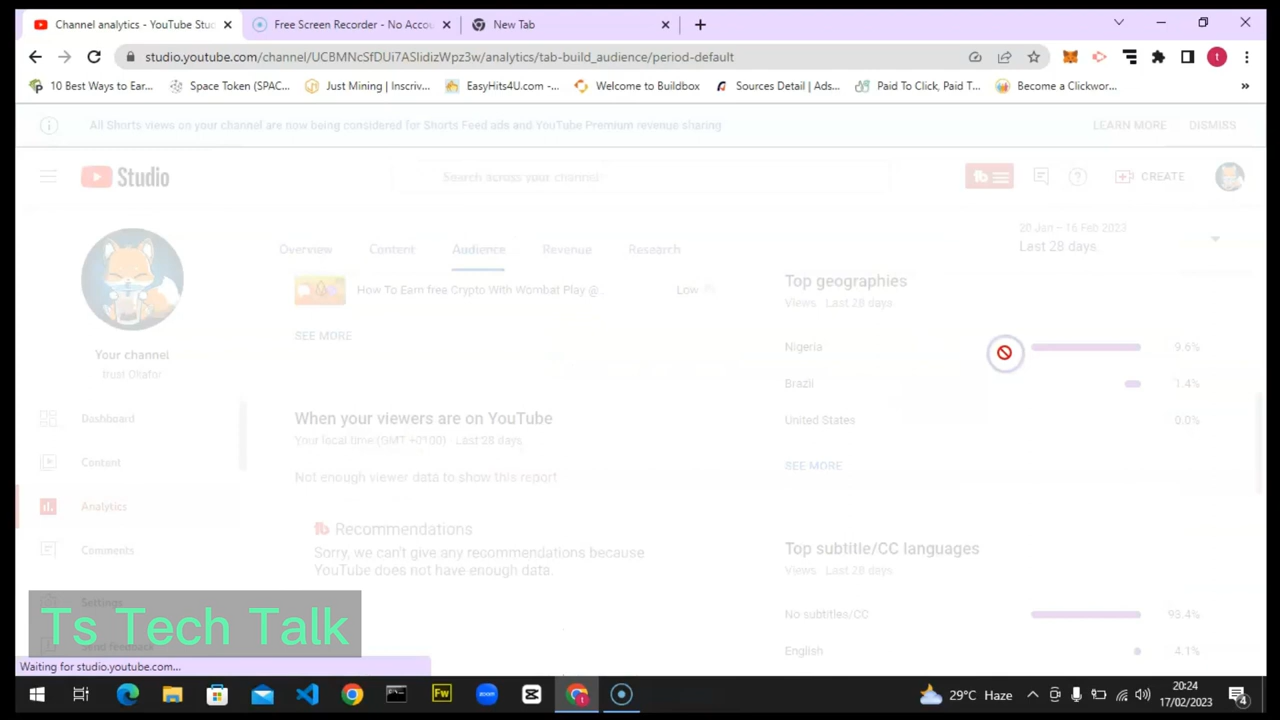 Channel analytics - YouTube Stu
Free Screen Recorder - No Accou
New Tab
studio.youtube.com/channel/UCBMNcSfDUi7ASlidizWpz3w/analytics/tab-build_audience/period-default
t
10 Best Ways to Ear...
Space Token (SPAC...
Just Mining | Inscriv...
EasyHits4U.com -...
Welcome to Buildbox
Sources Detail | Ads...
Paid To Click, Paid T...
Become a Clickwor...
All Shorts views on your channel are now being considered for Shorts Feed ads and YouTube Premium revenue sharing
LEARN MORE
DISMISS
Studio
Search across your channel
CREATE
20 Jan – 16 Feb 2023
Last 28 days
Overview
Content
Audience
Revenue
Research
How To Earn free Crypto With Wombat Play @...
Low
SEE MORE
Top geographies
Views · Last 28 days
Nigeria
9.6%
Brazil
1.4%
United States
0.0%
SEE MORE
Your channel
trust Okafor
Dashboard
Content
Analytics
Comments
Settings
Send feedback
When your viewers are on YouTube
Your local time (GMT +0100) · Last 28 days
Not enough viewer data to show this report
Recommendations
Sorry, we can't give any recommendations because
YouTube does not have enough data.
Top subtitle/CC languages
Views · Last 28 days
No subtitles/CC
93.4%
English
4.1%
Ts Tech Talk
Waiting for studio.youtube.com...
Fw
zoom
29°C Haze
20:24
17/02/2023
4